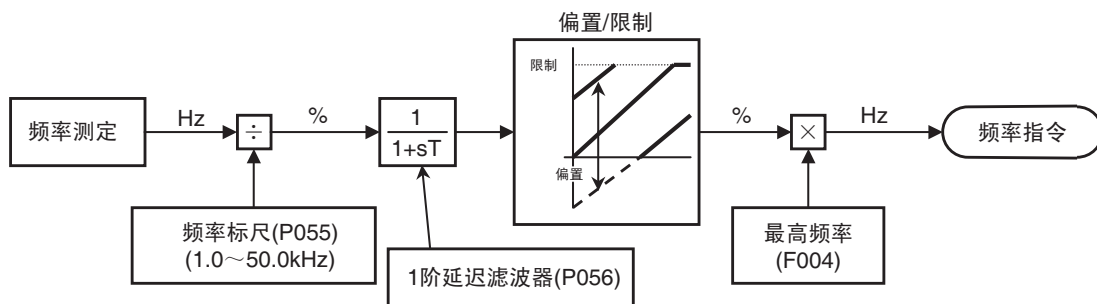 偏置/限制
限制
频率测定
Hz
÷
%
1
1+sT
偏置
%
×
Hz
频率指令
频率标尺(P055)
(1.0～50.0kHz)
1阶延迟滤波器(P056)
最高频率
(F004)